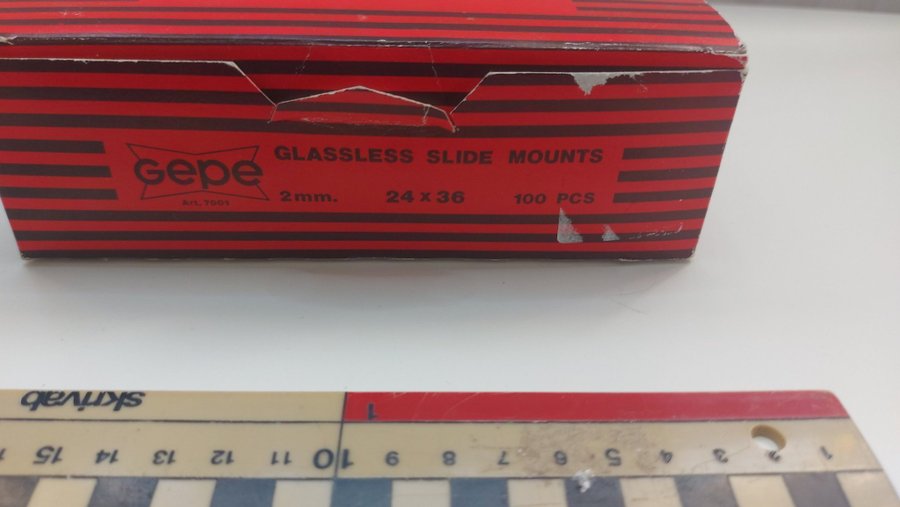 Gepe
Art. 7001
GLASSLESS SLIDE MOUNTS
2mm. 24 x 36 100 PCS
skrivab
1
15 14 13 12 11 10 9 8 7 6 5 4 3 2 1